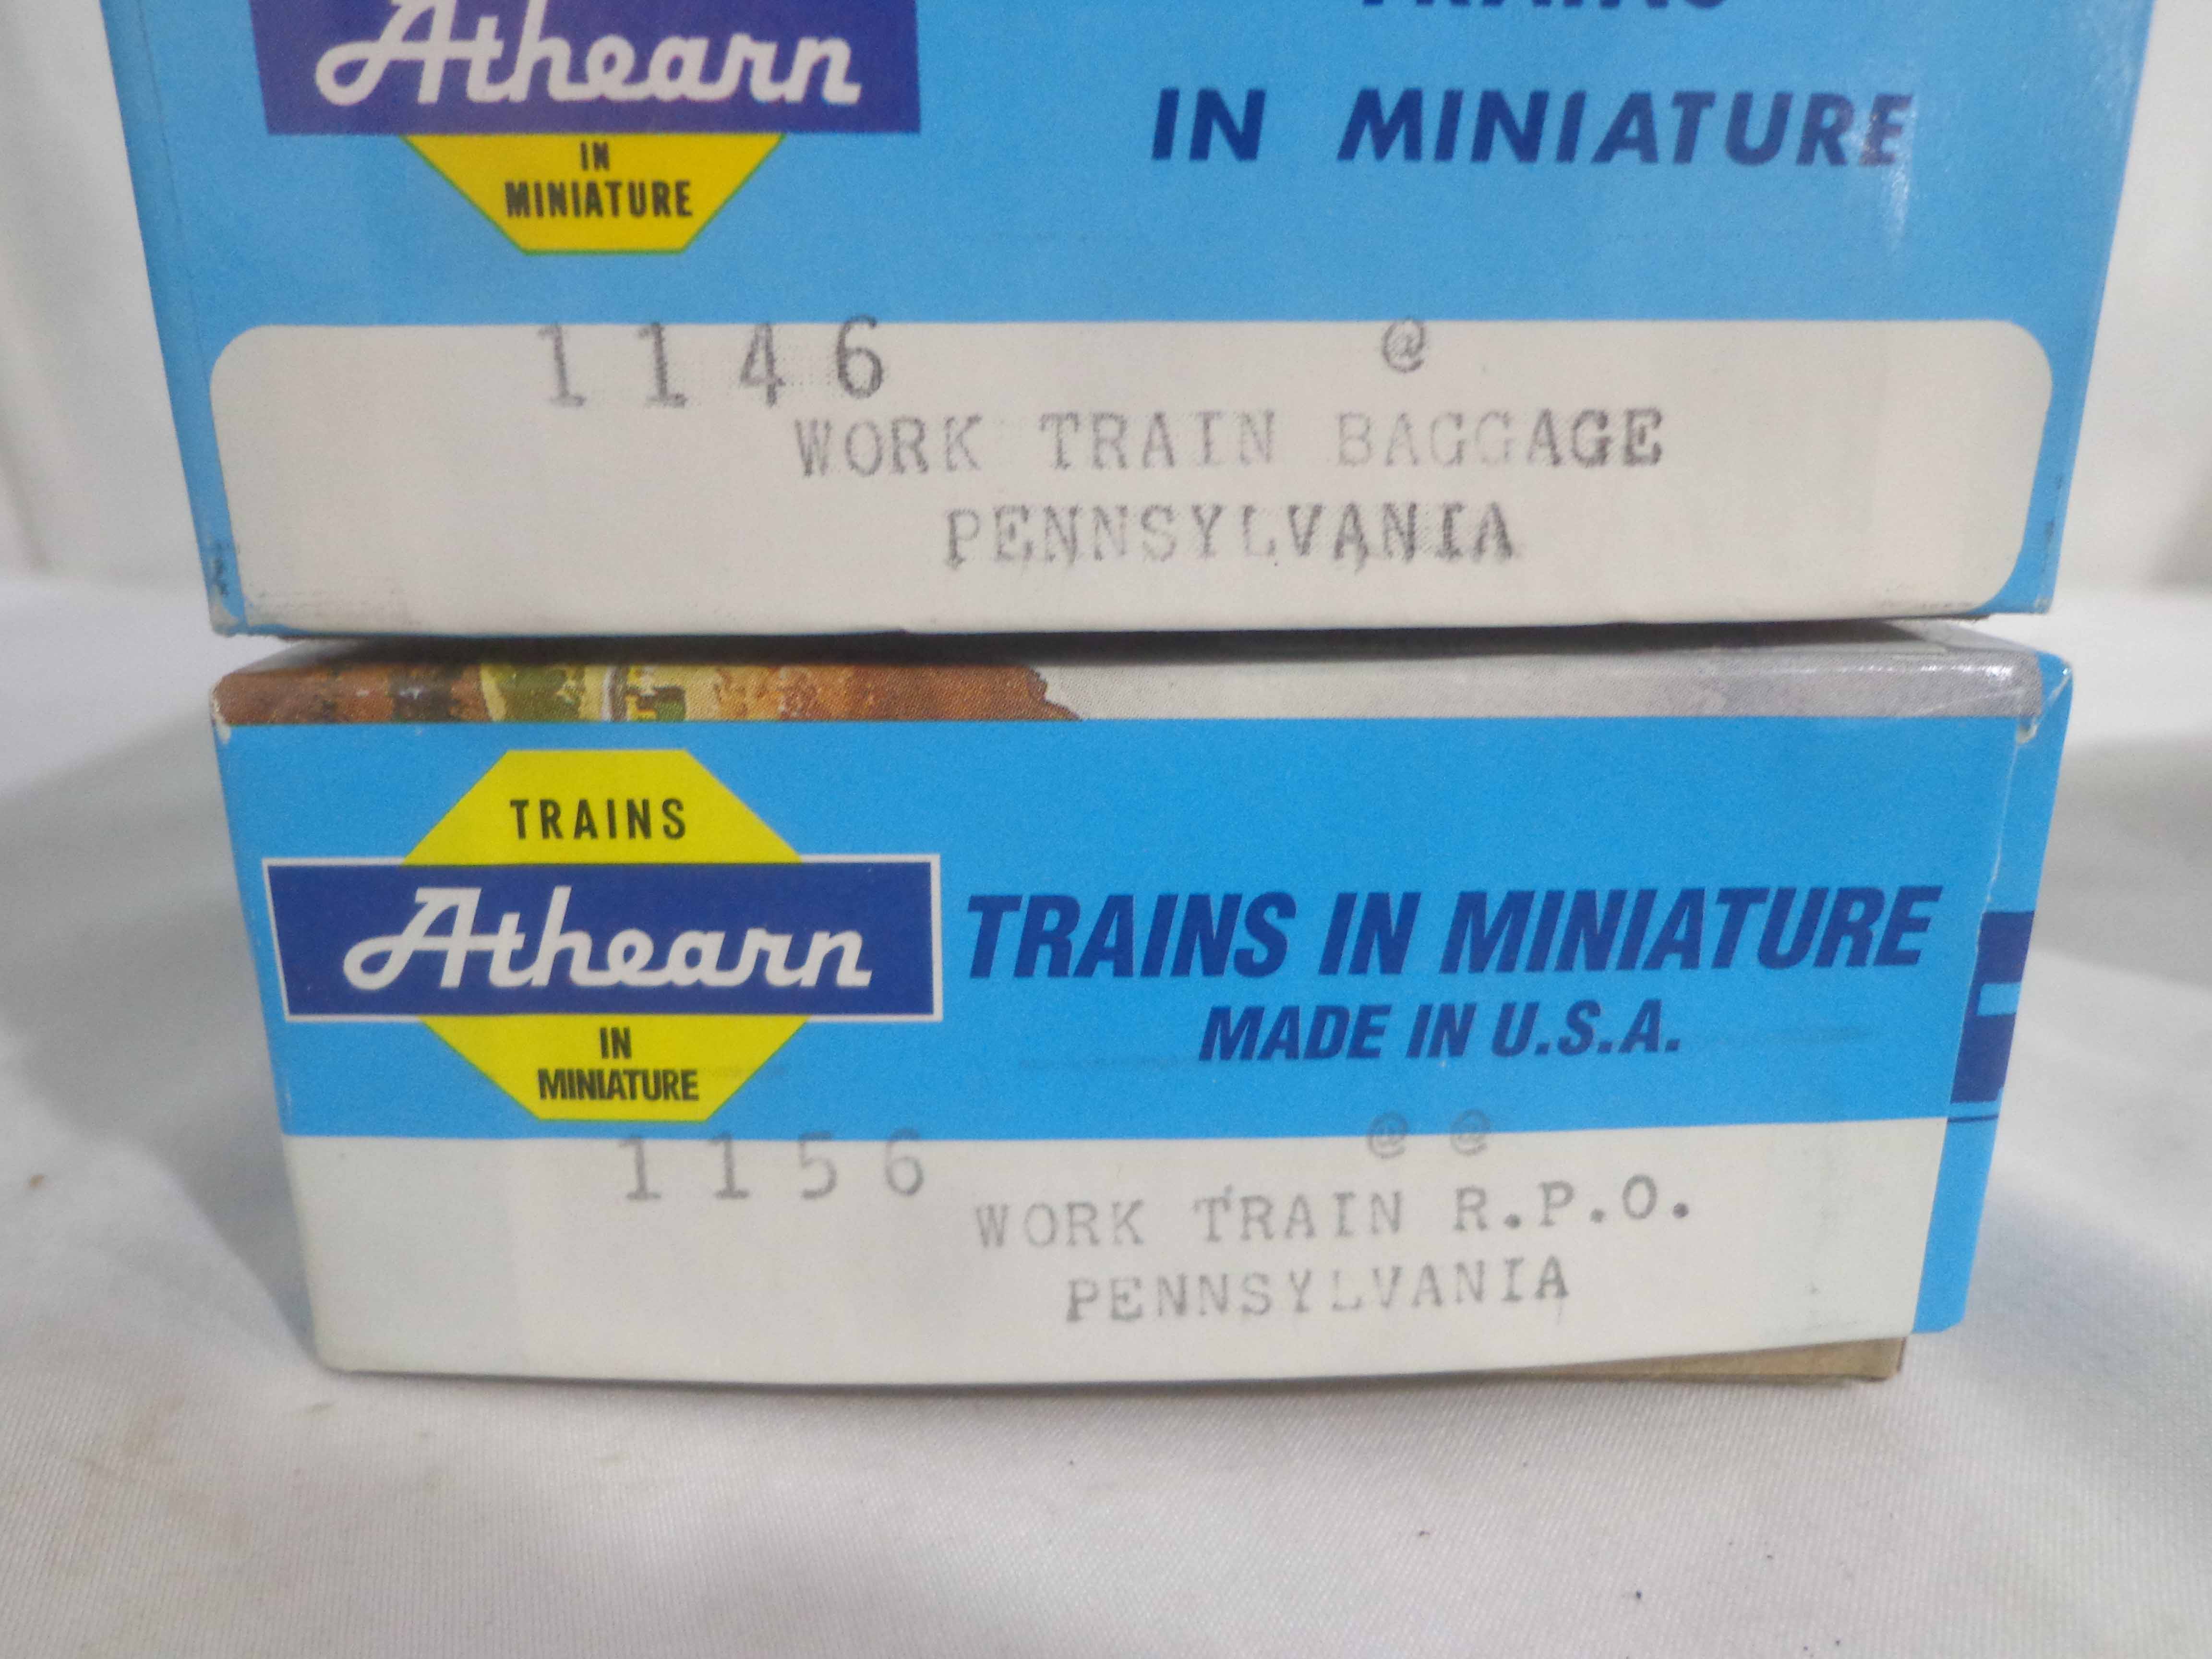 Athearn
IN
MINIATURE
TRAINS
IN MINIATURE
1146 @
WORK TRAIN BAGGAGE
PENNSYLVANIA
TRAINS
Athearn
IN
MINIATURE
TRAINS IN MINIATURE
MADE IN U.S.A.
1156 @ @
WORK TRAIN R.P.O.
PENNSYLVANIA